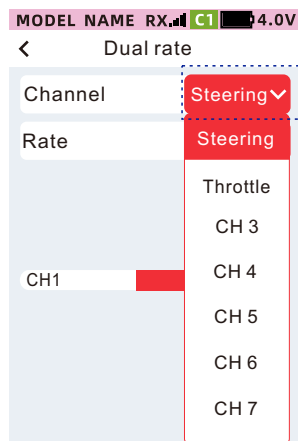 MODEL NAME RX C1 4.0V
Dual rate
Channel Steering
Rate Steering
Throttle
CH 3
CH 4
CH1
CH 5
CH 6
CH 7